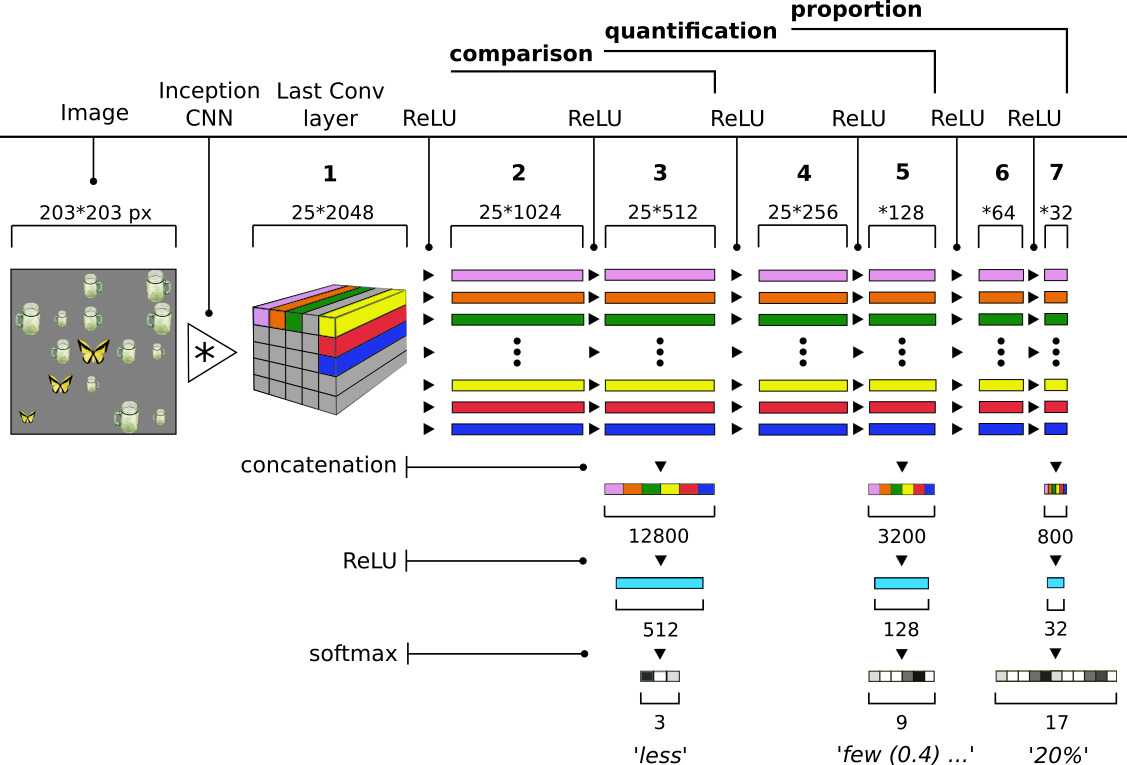 proportion
quantification
comparison
Image
Inception
CNN
Last Conv
layer
ReLU
ReLU
ReLU
ReLU
ReLU
ReLU
1
2
3
4
5
6
7
203*203 px
25*2048
25*1024
25*512
25*256
*128
*64
*32
*
concatenation
12800
3200
800
ReLU
512
128
32
softmax
3
9
17
'less'
'few (0.4) ...'
'20%'